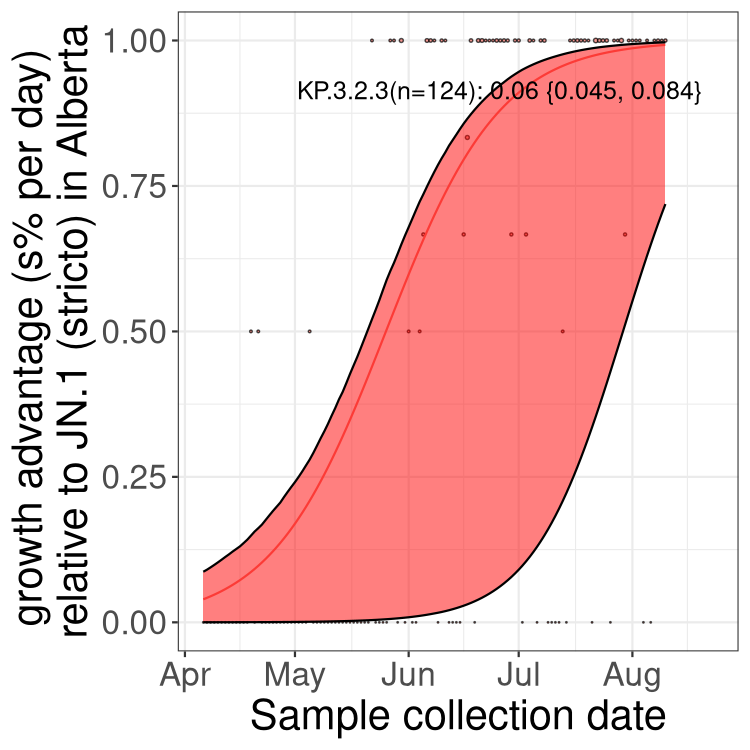 growth advantage (s% per day)
relative to JN.1 (stricto) in Alberta
1.00
0.75
0.50
0.25
0.00
KP.3.2.3(n=124): 0.06 {0.045, 0.084}
Apr May Jun Jul Aug
Sample collection date